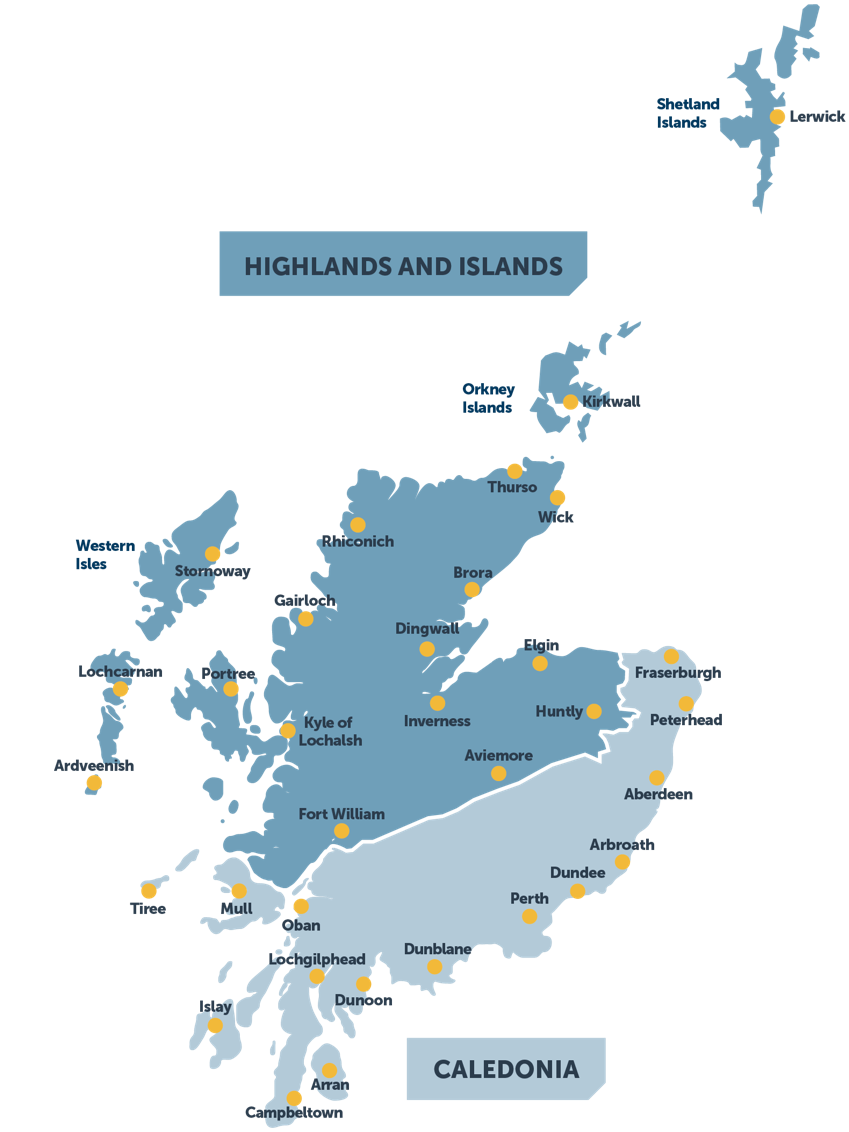 Shetland
Islands
Lerwick
HIGHLANDS AND ISLANDS
Orkney
Islands
Kirkwall
Thurso
Wick
Rhiconich
Western
Isles
Stornoway
Brora
Gairloch
Dingwall
Elgin
Lochcarnan
Portree
Fraserburgh
Inverness
Huntly
Peterhead
Kyle of
Lochalsh
Aviemore
Ardveenish
Aberdeen
Fort William
Arbroath
Dundee
Perth
Tiree
Mull
Oban
Dunblane
Lochgilphead
Dunoon
Islay
CALEDONIA
Arran
Campbeltown